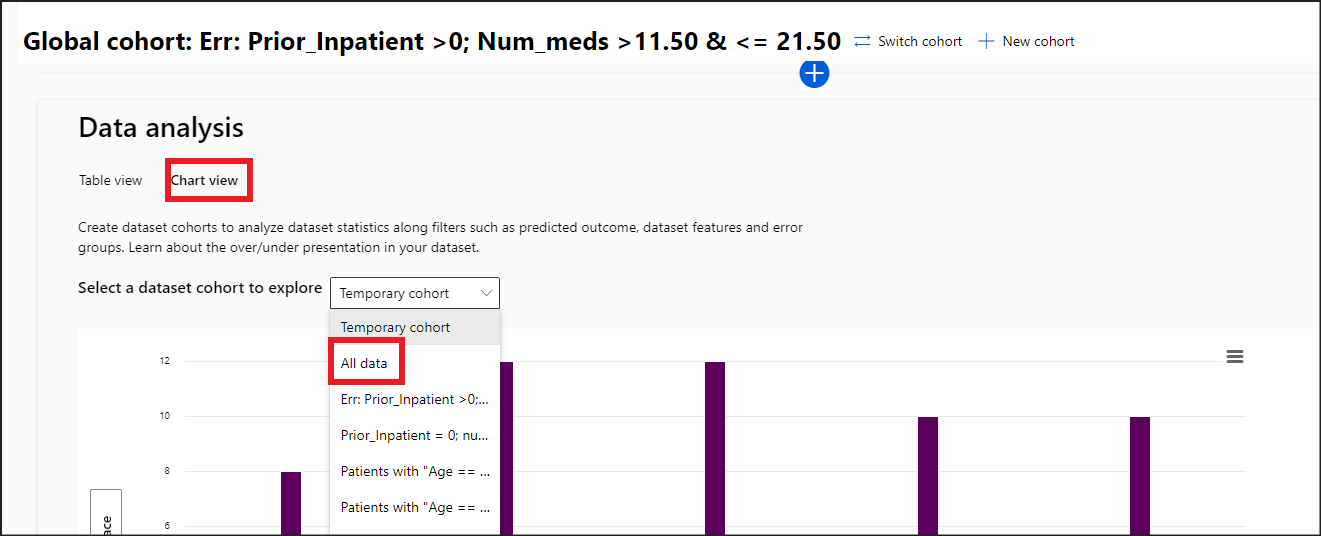 Global cohort: Err: Prior_Inpatient >0; Num_meds >11.50 & <= 21.50
Switch cohort
New cohort
Data analysis
Table view
Chart view
Create dataset cohorts to analyze dataset statistics along filters such as predicted outcome, dataset features and error
groups. Learn about the over/under presentation in your dataset.
Select a dataset cohort to explore
Temporary cohort
Temporary cohort
All data
Err: Prior_Inpatient >0;...
Prior_Inpatient = 0; nu...
Patients with "Age == ...
Patients with "Age == ...
12
10
8
6